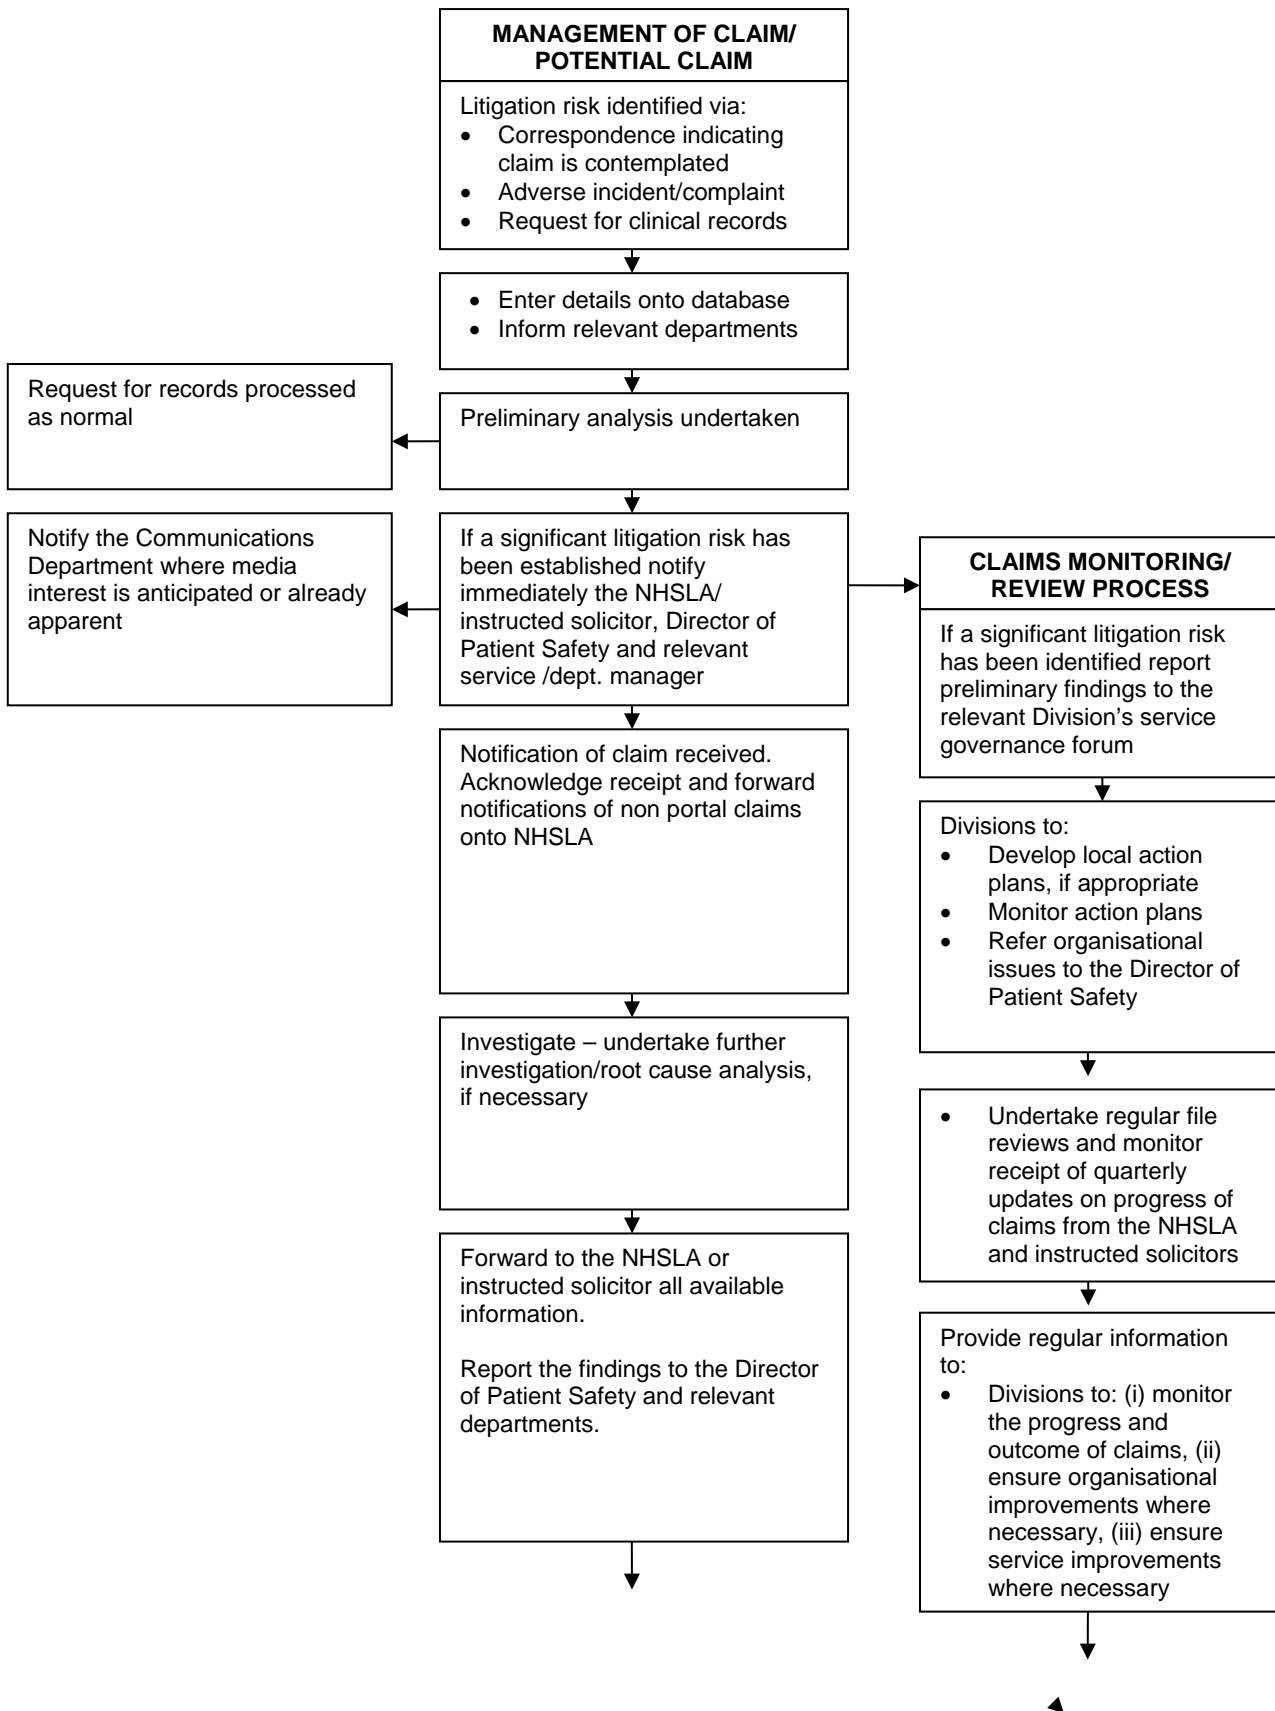 MANAGEMENT OF CLAIM/
POTENTIAL CLAIM
Litigation risk identified via:
• Correspondence indicating
claim is contemplated
• Adverse incident/complaint
• Request for clinical records
• Enter details onto database
• Inform relevant departments
Request for records processed
as normal
Preliminary analysis undertaken
Notify the Communications
Department where media
interest is anticipated or already
apparent
If a significant litigation risk has
been established notify
immediately the NHSLA/
instructed solicitor, Director of
Patient Safety and relevant
service /dept. manager
Notification of claim received.
Acknowledge receipt and forward
notifications of non portal claims
onto NHSLA
Investigate – undertake further
investigation/root cause analysis,
if necessary
Forward to the NHSLA or
instructed solicitor all available
information.
Report the findings to the Director
of Patient Safety and relevant
departments.
CLAIMS MONITORING/
REVIEW PROCESS
If a significant litigation risk
has been identified report
preliminary findings to the
relevant Division’s service
governance forum
Divisions to:
• Develop local action
plans, if appropriate
• Monitor action plans
• Refer organisational
issues to the Director of
Patient Safety
• Undertake regular file
reviews and monitor
receipt of quarterly
updates on progress of
claims from the NHSLA
and instructed solicitors
Provide regular information
to:
• Divisions to: (i) monitor
the progress and
outcome of claims, (ii)
ensure organisational
improvements where
necessary, (iii) ensure
service improvements
where necessary